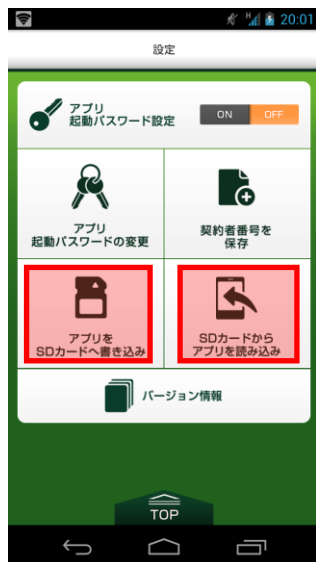 H 20:01
設定
アプリ
起動パスワード設定
ON OFF
アプリ
起動パスワードの変更
契約者番号を
保存
アプリを
SDカードへ書き込み
SDカードから
アプリを読み込み
バージョン情報
TOP